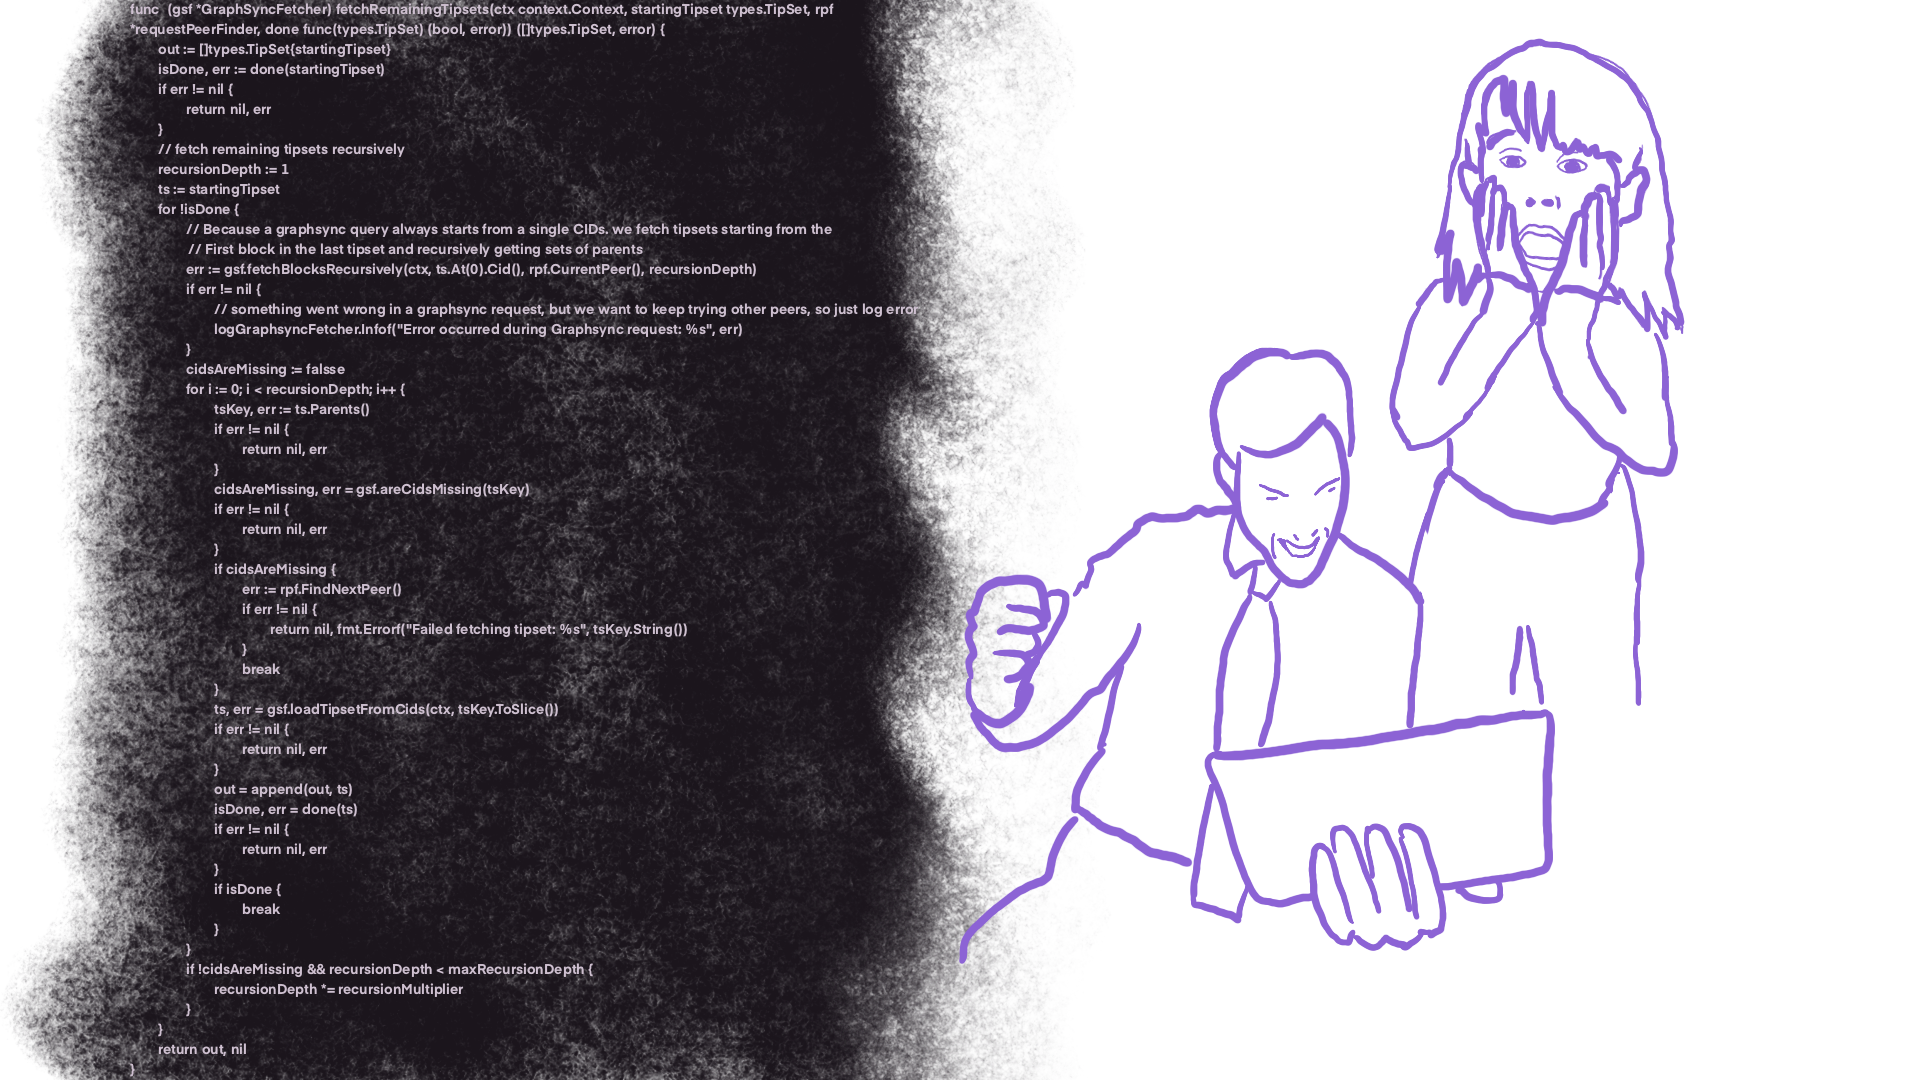 func  (gsf *GraphSyncFetcher) fetchRemainingTipsets(ctx context.Context, startingTipset types.TipSet, rpf
*requestPeerFinder, done func(types.TipSet) (bool, error)) ([]types.TipSet, error) {
out := []types.TipSet{startingTipset}
isDone, err := done(startingTipset)
if err != nil {
return nil, err
}
// fetch remaining tipsets recursively
recursionDepth := 1
ts := startingTipset
for !isDone {
// Because a graphsync query always starts from a single CIDs. we fetch tipsets starting from the
// First block in the last tipset and recursively getting sets of parents
err := gsf.fetchBlocksRecursively(ctx, ts.At(0).Cid(), rpf.CurrentPeer(), recursionDepth)
if err != nil {
// something went wrong in a graphsync request, but we want to keep trying other peers, so just log error
logGraphsyncFetcher.Infof("Error occurred during Graphsync request: %s", err)
}
cidsAreMissing := falsse
for i := 0; i < recursionDepth; i++ {
tsKey, err := ts.Parents()
if err != nil {
return nil, err
}
cidsAreMissing, err = gsf.areCidsMissing(tsKey)
if err != nil {
return nil, err
}
if cidsAreMissing {
err := rpf.FindNextPeer()
if err != nil {
return nil, fmt.Errorf("Failed fetching tipset: %s", tsKey.String())
}
break
}
ts, err = gsf.loadTipsetFromCids(ctx, tsKey.ToSlice())
if err != nil {
return nil, err
}
out = append(out, ts)
isDone, err = done(ts)
if err != nil {
return nil, err
}
if isDone {
break
}
}
if !cidsAreMissing && recursionDepth < maxRecursionDepth {
recursionDepth *= recursionMultiplier
}
}
return out, nil
}